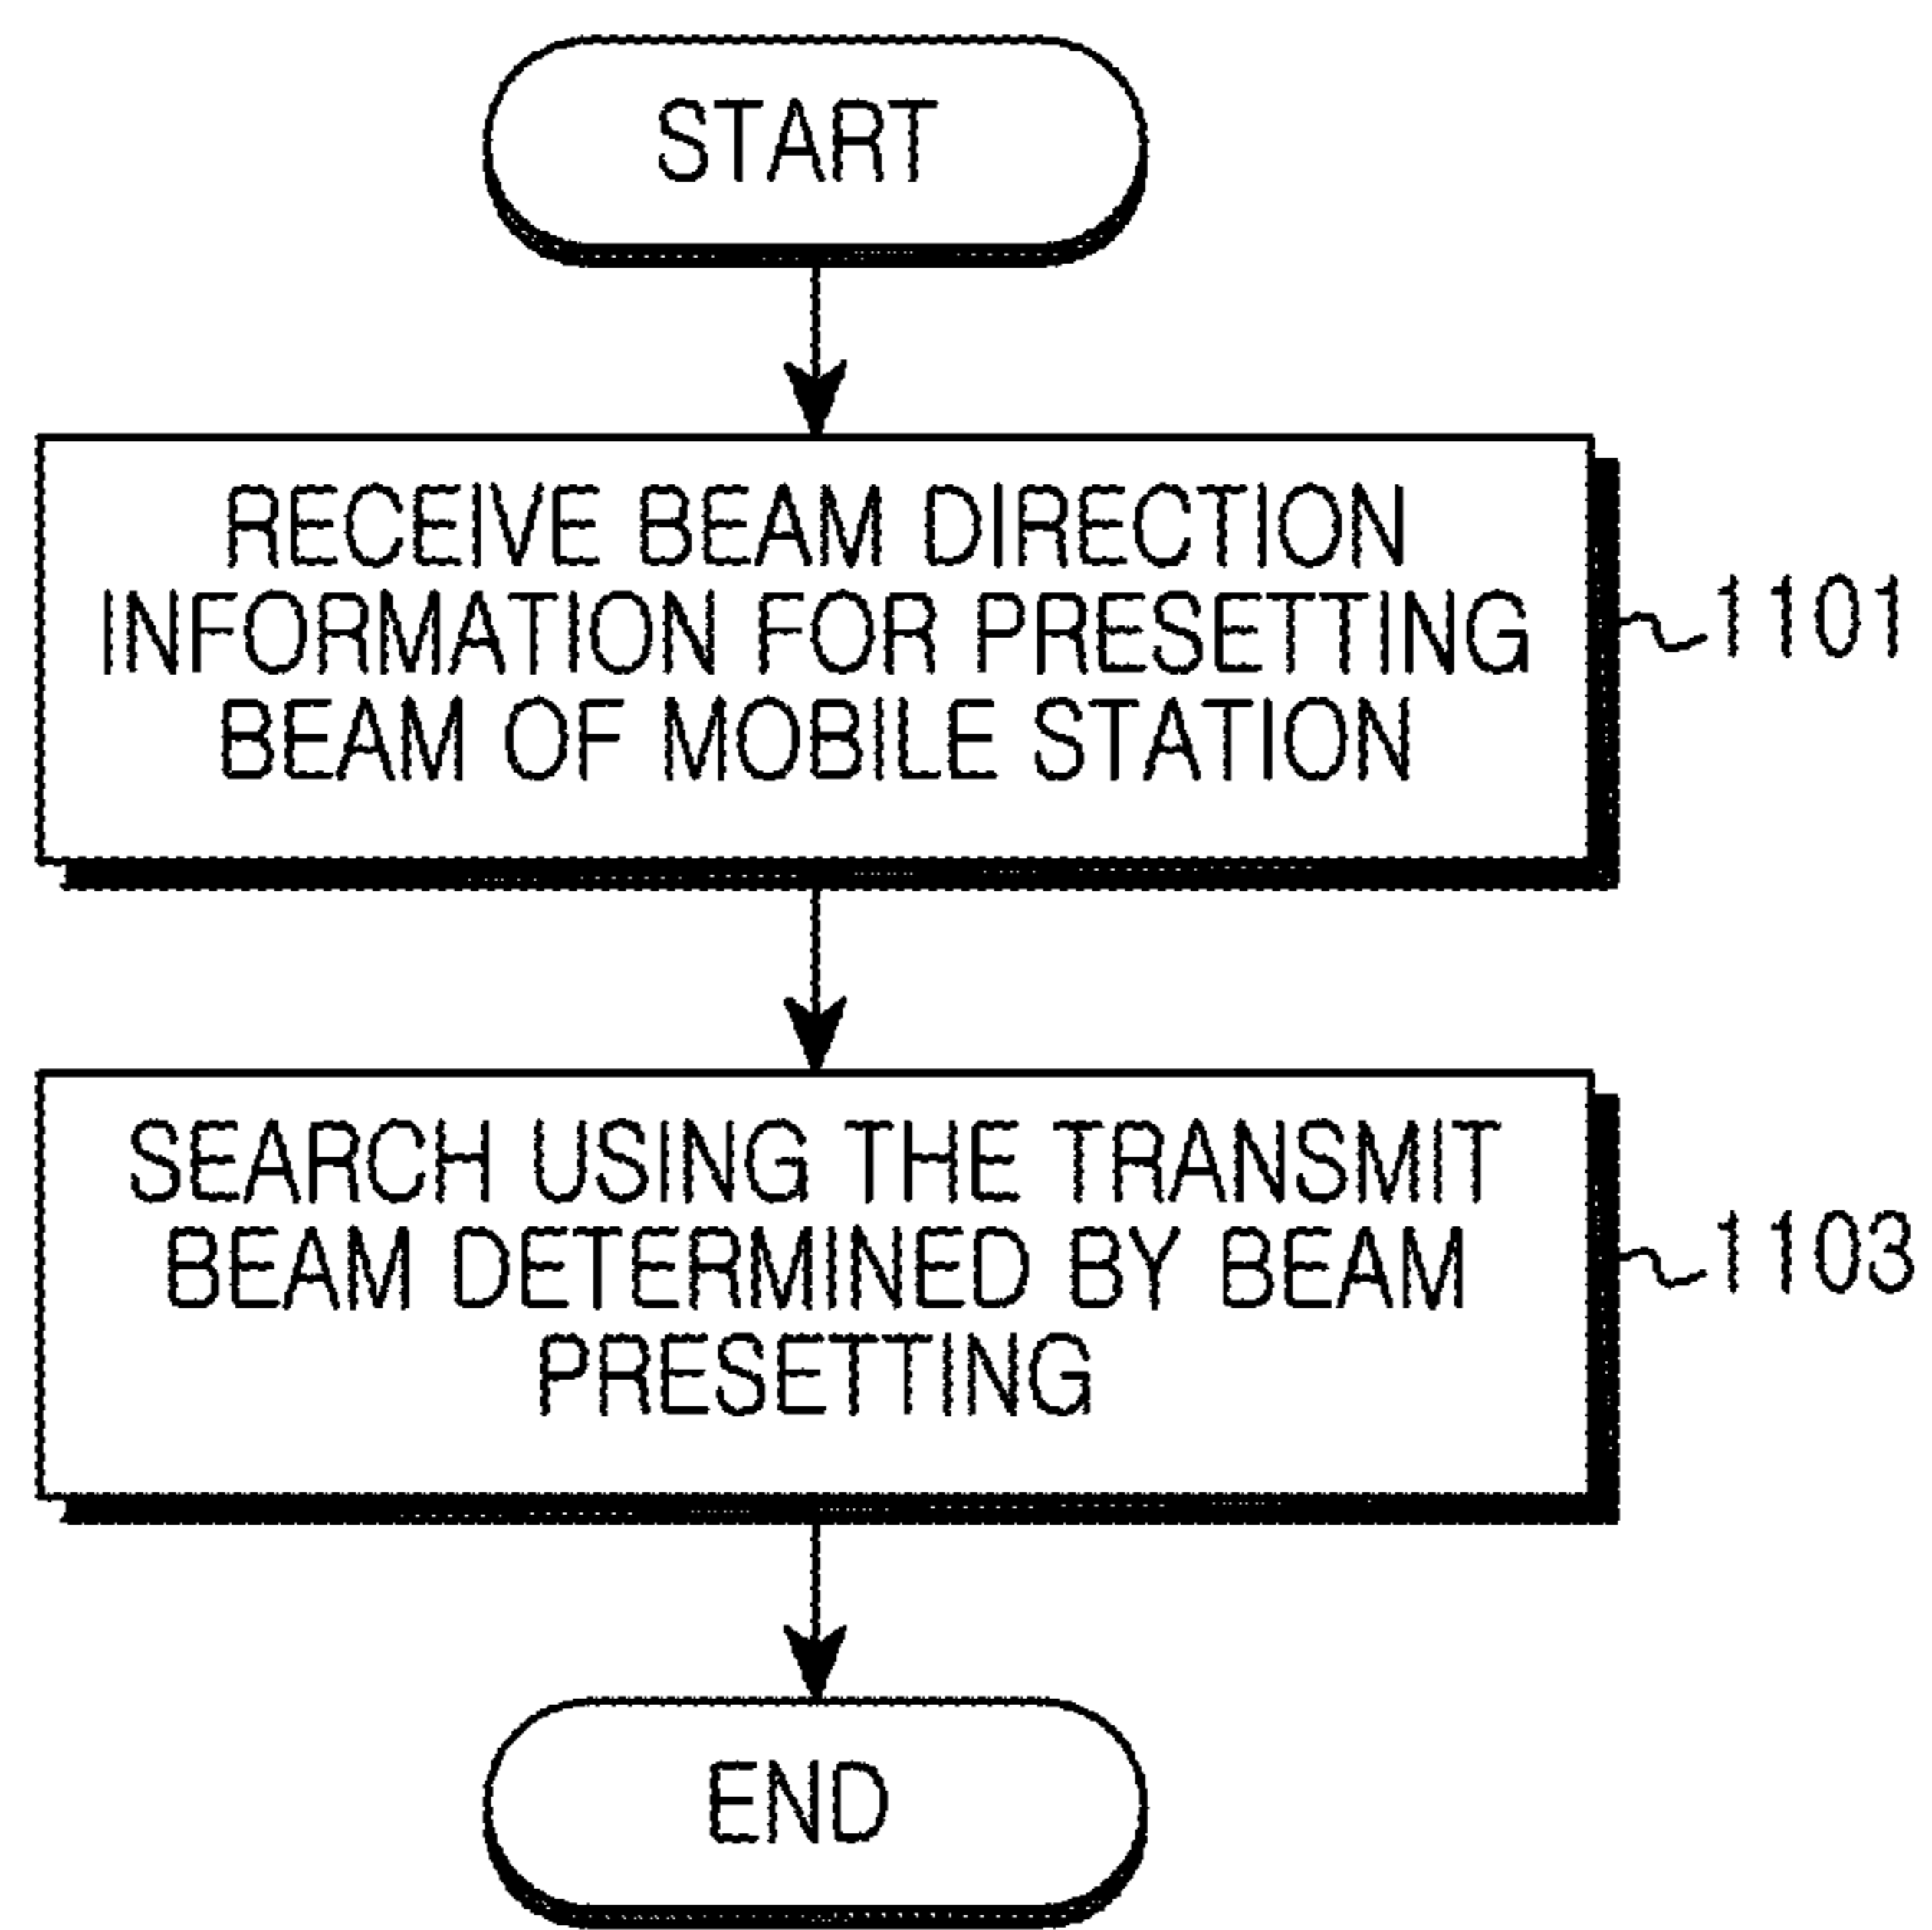 START
RECEIVE BEAM DIRECTION
INFORMATION FOR PRESETTING
BEAM OF MOBILE STATION
1101
SEARCH USING THE TRANSMIT
BEAM DETERMINED BY BEAM
PRESETTING
1103
END